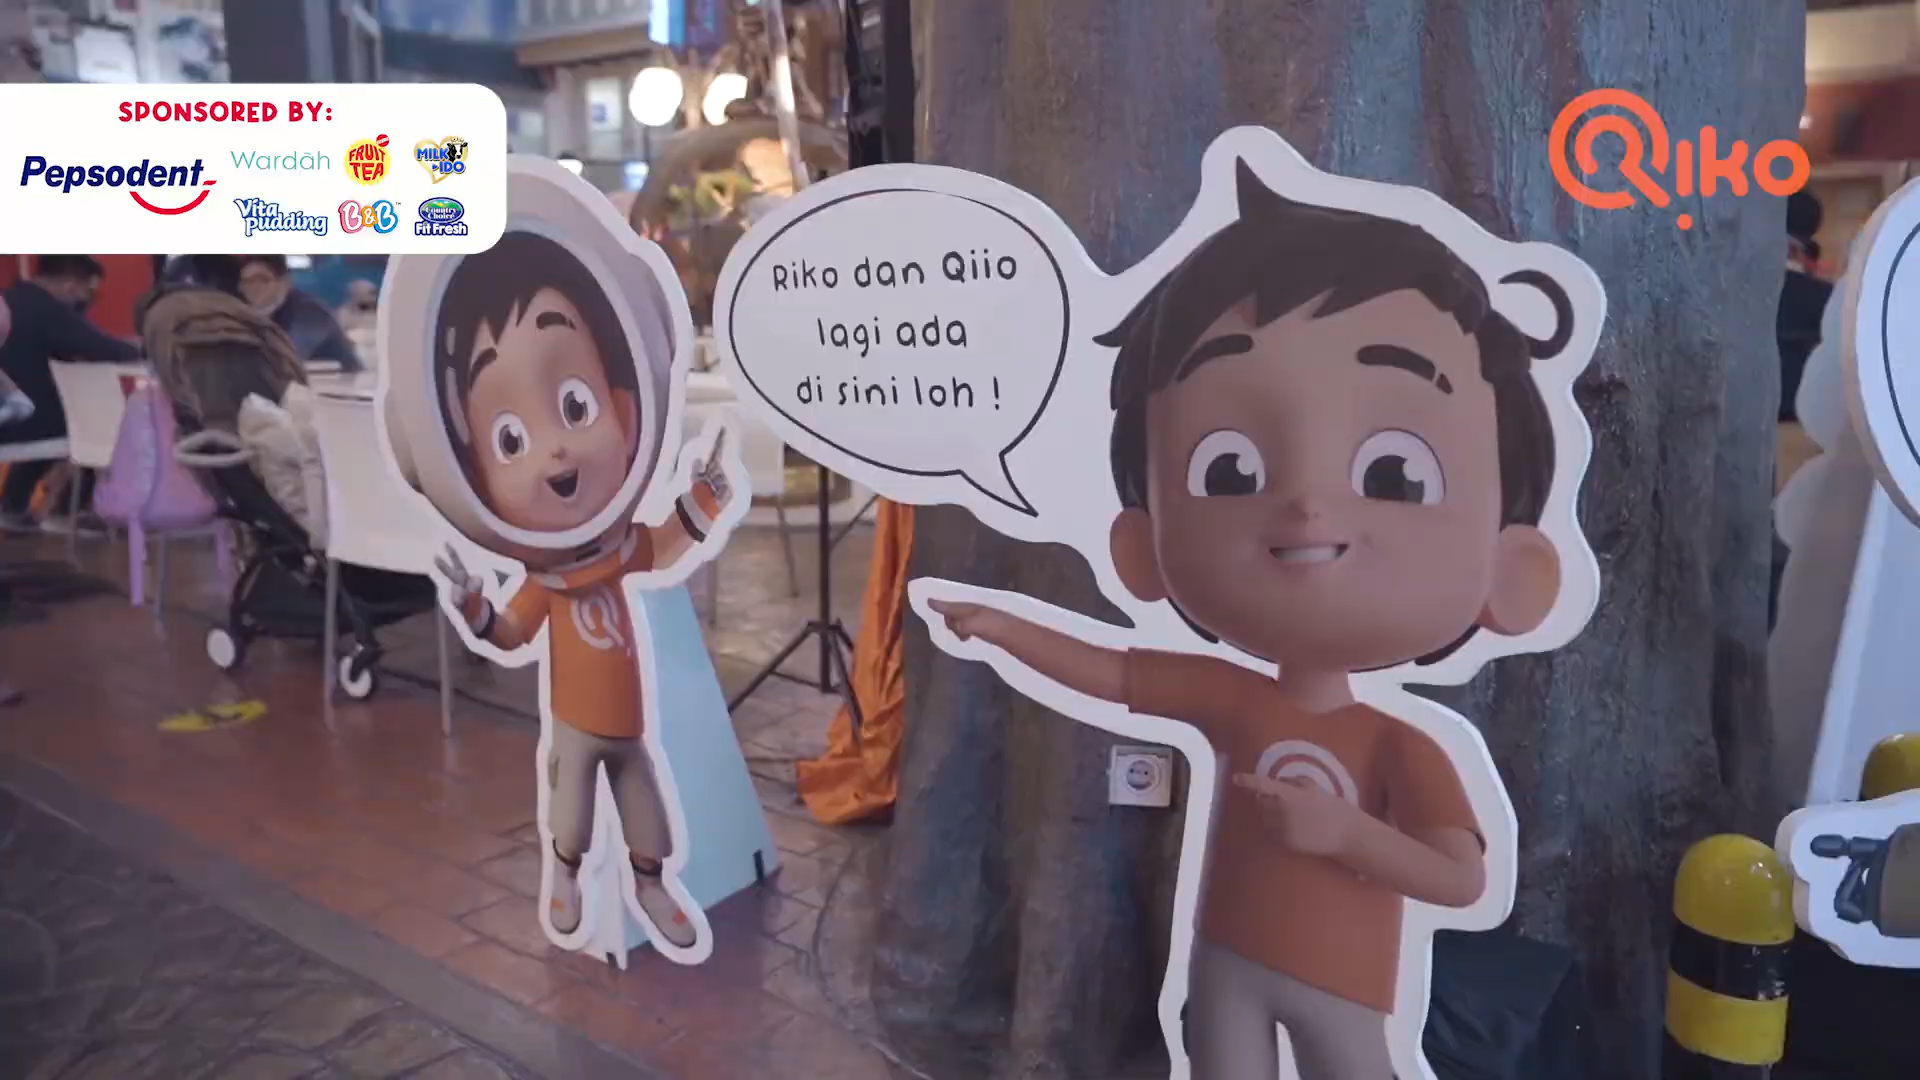 SPONSORED BY:
Pepsodent
Wardah
FRUIT
TEA
MILK
by IDO
Vita
Pudding
B&B
Country
Choice
Fit Fresh
Riko dan Qiio
lagi ada
di sini loh !
Riko